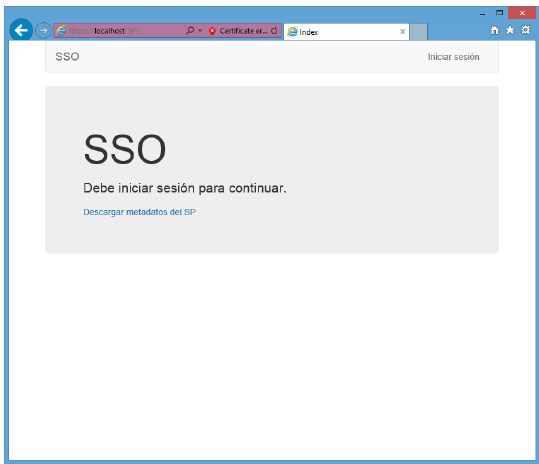 https://localhost/SP/
Certificate er...
Index
SSO
Iniciar sesión
SSO
Debe iniciar sesión para continuar.
Descargar metadatos del SP